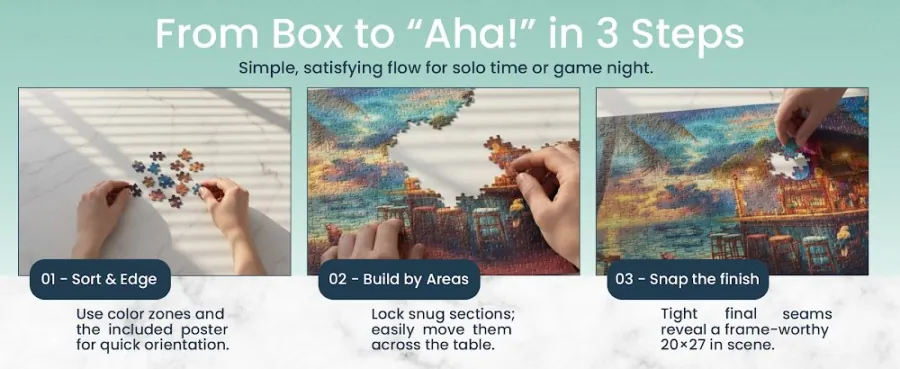 From Box to “Aha!” in 3 Steps
Simple, satisfying flow for solo time or game night.
01 - Sort & Edge
Use color zones and
the included poster
for quick orientation.
02 - Build by Areas
Lock snug sections;
easily move them
across the table.
03 - Snap the finish
Tight final seams
reveal a frame-worthy
20×27 in scene.